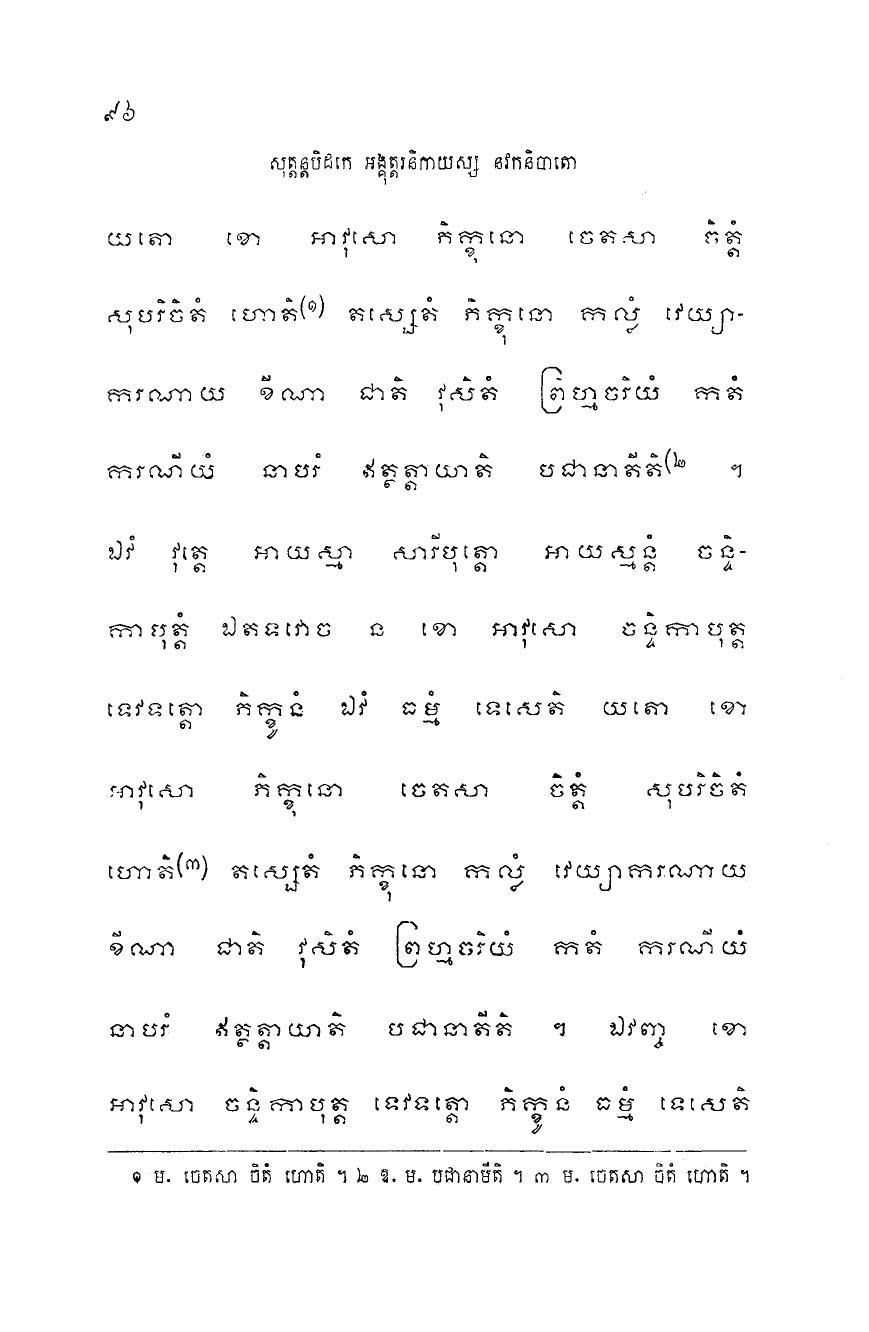 ៩៦
សុត្តន្តបិដកេ អង្គុត្តរនិកាយស្ស នវកនិបាតោ
យតោ ខោ អាវុសោ ភិក្ខុនោ ចេតសា ចិត្តំ
សុបរិចិតំ ហោតិ(១) តស្សេតំ ភិក្ខុនោ កល្លំ វេយ្យា-
ករណាយ ខីណា ជាតិ វុសិតំ ព្រហ្មចរិយំ កតំ
ករណីយំ នាបរំ ឥត្ថត្តាយាតិ បជានាតីតិ(២ ។
ឯវំ វុត្តេ អាយស្មា សារីបុត្តោ អាយស្មន្តំ ចន្ទិ-
កាបុត្តំ ឯតទវោច ន ខោ អាវុសោ ចន្ទិកាបុត្ត
ទេវទត្តោ ភិក្ខូនំ ឯវំ ធម្មំ ទេសេតិ យតោ ខោ
អាវុសោ ភិក្ខុនោ ចេតសា ចិត្តំ សុបរិចិតំ
ហោតិ(៣) តស្សេតំ ភិក្ខុនោ កល្លំ វេយ្យាករណាយ
ខីណា ជាតិ វុសិតំ ព្រហ្មចរិយំ កតំ ករណីយំ
នាបរំ ឥត្ថត្តាយាតិ បជានាតីតិ ។ ឯវញ្ច ខោ
អាវុសោ ចន្ទិកាបុត្ត ទេវទត្តោ ភិក្ខូនំ ធម្មំ ទេសេតិ
១ ម. ចេតសា ចិតំ ហោតិ ។ ២ ឱ. ម. បជានាមីតិ ។ ៣ ម. ចេតសា ចិតំ ហោតិ ។